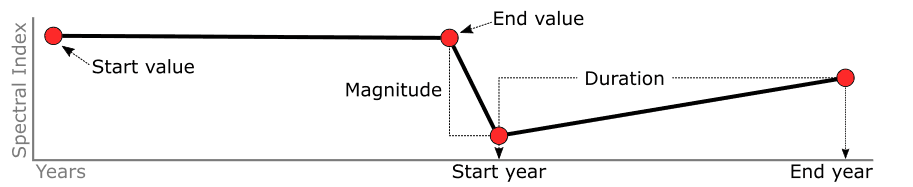 End value
Start value
Magnitude
Duration
Spectral Index
Years
Start year
End year